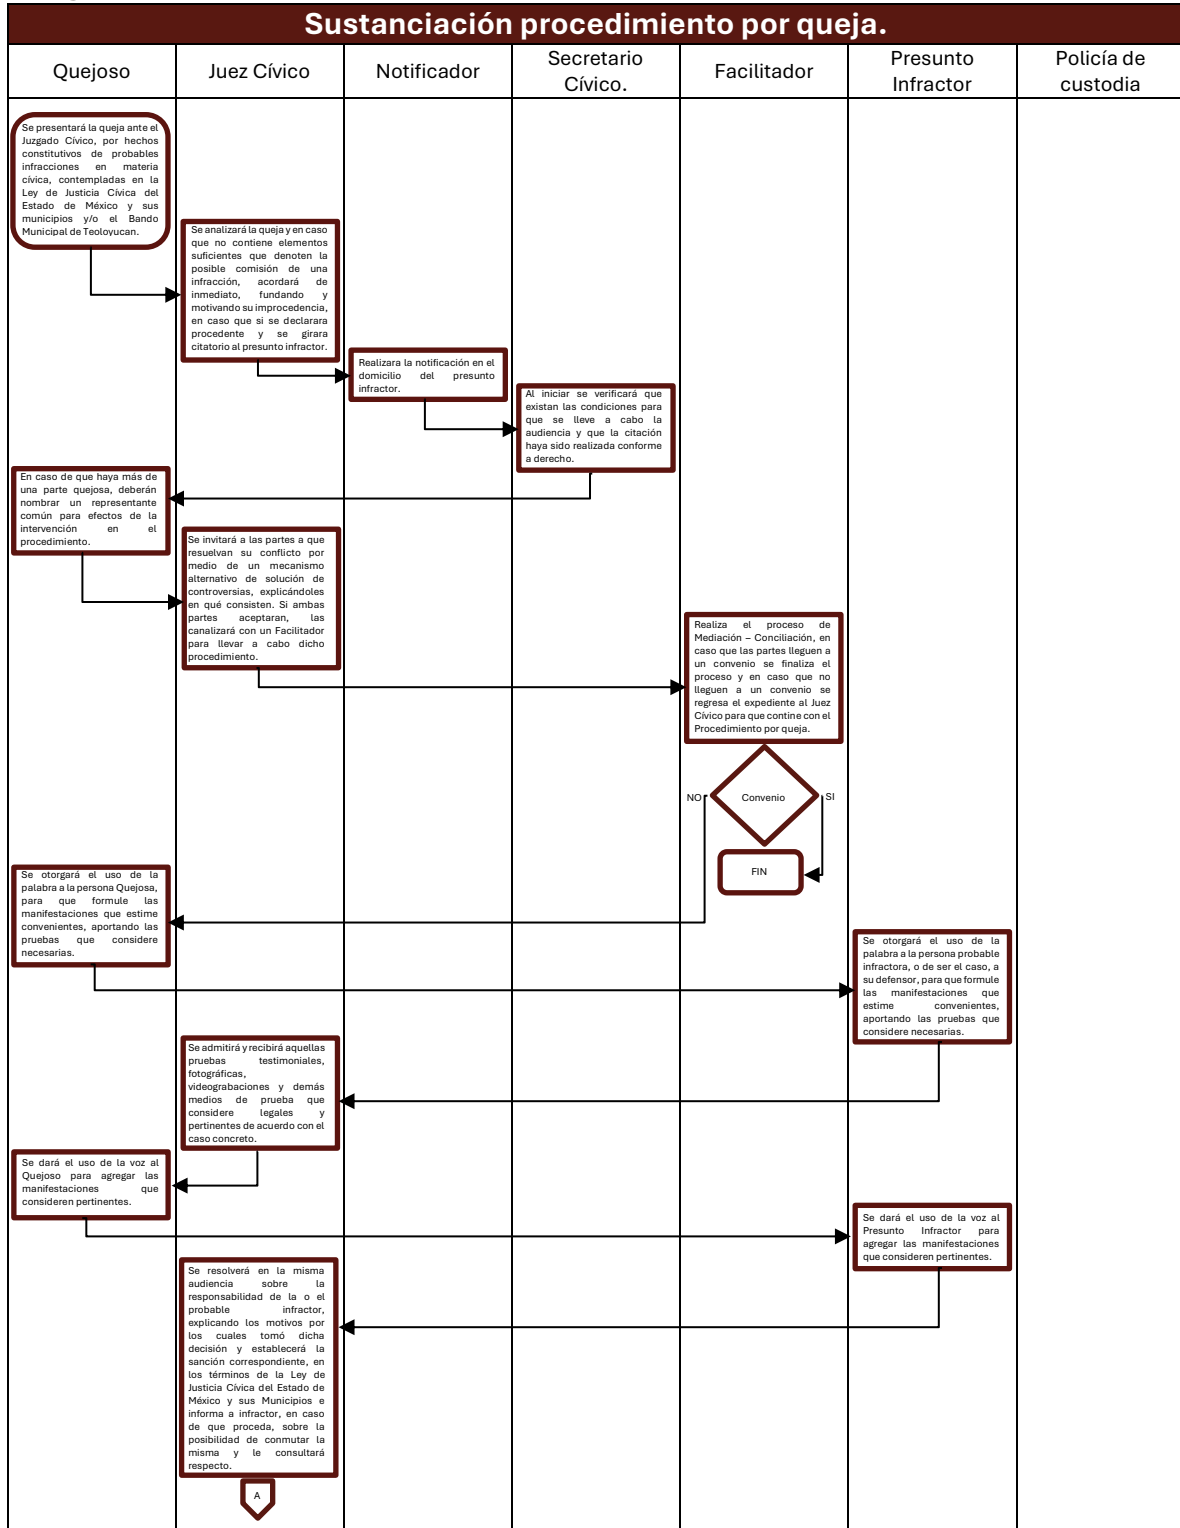 Sustanciación procedimiento por queja.
Quejoso
Juez Cívico
Notificador
Secretario
Cívico.
Facilitador
Presunto
Infractor
Policía de
custodia
Se presentará la queja ante el
Juzgado Cívico, por hechos
constitutivos de probables
infracciones en materia
cívica, contempladas en la
Ley de Justicia Cívica del
Estado de México y sus
municipios y/o el Bando
Municipal de Teoloyucan.
Se analizará la queja y en caso
que no contiene elementos
suficientes que denoten la
posible comisión de una
infracción, acordará de
inmediato, fundando y
motivando su improcedencia,
en caso que si se declarara
procedente y se girara
citatorio al presunto infractor.
Realizara la notificación en el
domicilio del presunto
infractor.
Al iniciar se verificará que
existan las condiciones para
que se lleve a cabo la
audiencia y que la citación
haya sido realizada conforme
a derecho.
En caso de que haya más de
una parte quejosa, deberán
nombrar un representante
común para efectos de la
intervención en el
procedimiento.
Se invitará a las partes a que
resuelvan su conflicto por
medio de un mecanismo
alternativo de solución de
controversias, explicándoles
en qué consisten. Si ambas
partes aceptaran, las
canalizará con un Facilitador
para llevar a cabo dicho
procedimiento.
Realiza el proceso de
Mediación – Conciliación, en
caso que las partes lleguen a
un convenio se finaliza el
proceso y en caso que no
lleguen a un convenio se
regresa el expediente al Juez
Cívico para que contine con el
Procedimiento por queja.
NO
Convenio
SI
FIN
Se otorgará el uso de la
palabra a la persona Quejosa,
para que formule las
manifestaciones que estime
convenientes, aportando las
pruebas que considere
necesarias.
Se otorgará el uso de la
palabra a la persona probable
infractora, o de ser el caso, a
su defensor, para que formule
las manifestaciones que
estime convenientes,
aportando las pruebas que
considere necesarias.
Se admitirá y recibirá aquellas
pruebas testimoniales,
fotográficas,
videograbaciones y demás
medios de prueba que
considere legales y
pertinentes de acuerdo con el
caso concreto.
Se dará el uso de la voz al
Quejoso para agregar las
manifestaciones que
consideren pertinentes.
Se dará el uso de la voz al
Presunto Infractor para
agregar las manifestaciones
que consideren pertinentes.
Se resolverá en la misma
audiencia sobre la
responsabilidad de la o el
probable infractor,
explicando los motivos por
los cuales tomó dicha
decisión y establecerá la
sanción correspondiente, en
los términos de la Ley de
Justicia Cívica del Estado de
México y sus Municipios e
informa a infractor, en caso
de que proceda, sobre la
posibilidad de conmutar la
misma y le consultará
respecto.
A